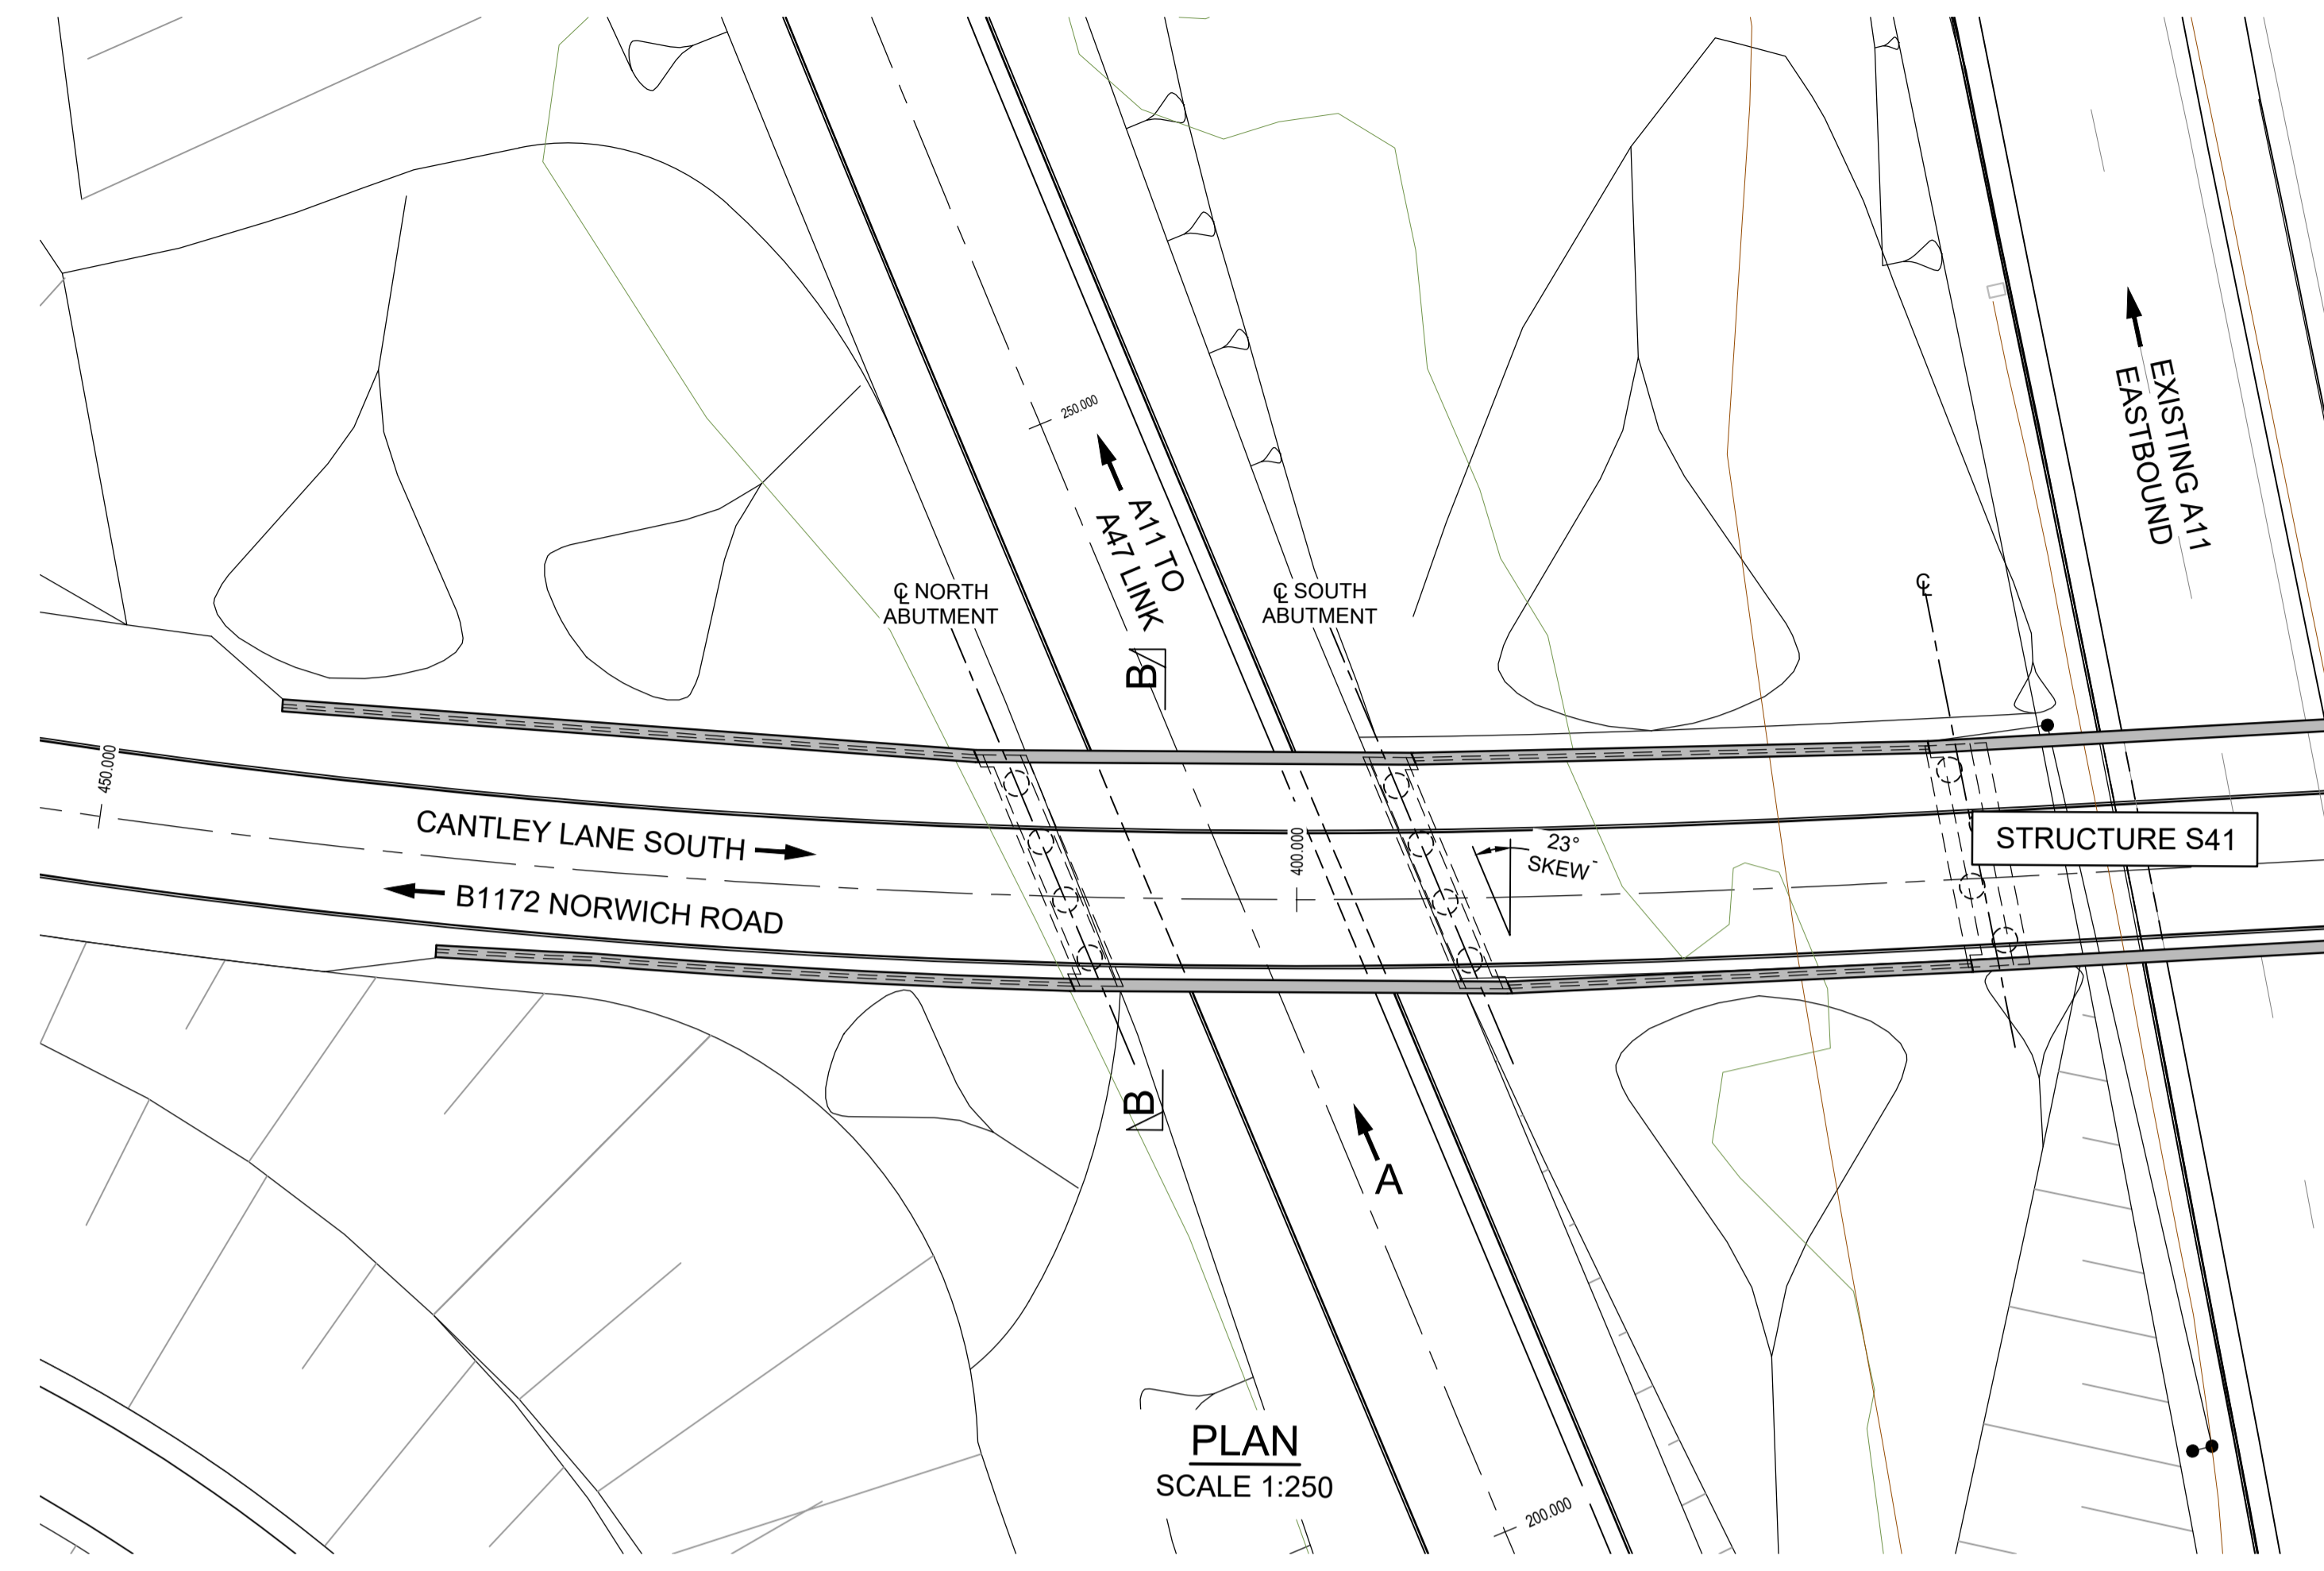 250.000
EXISTING A11
EASTBOUND
A11 TO
A47 LINK
℄ NORTH
ABUTMENT
℄ SOUTH
ABUTMENT
℄
B
450.000
CANTLEY LANE SOUTH
B1172 NORWICH ROAD
400.000
23°
SKEW
STRUCTURE S41
B
A
PLAN
SCALE 1:250
200.000